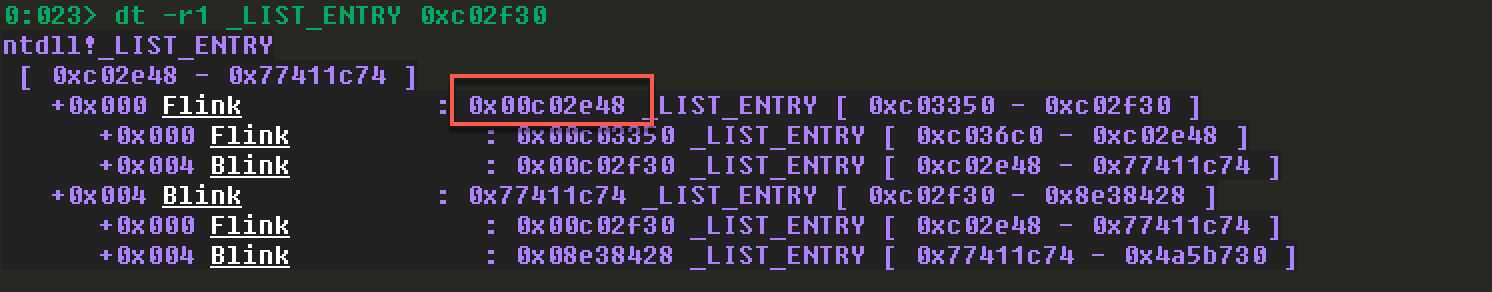 0:023> dt -r1 _LIST_ENTRY 0xc02f30
ntdll!_LIST_ENTRY
[ 0xc02e48 - 0x77411c74 ]
+0x000 Flink : 0x00c02e48 _LIST_ENTRY [ 0xc03350 - 0xc02f30 ]
+0x000 Flink : 0x00c03350 _LIST_ENTRY [ 0xc036c0 - 0xc02e48 ]
+0x004 Blink : 0x00c02f30 _LIST_ENTRY [ 0xc02e48 - 0x77411c74 ]
+0x004 Blink : 0x77411c74 _LIST_ENTRY [ 0xc02f30 - 0x8e38428 ]
+0x000 Flink : 0x00c02f30 _LIST_ENTRY [ 0xc02e48 - 0x77411c74 ]
+0x004 Blink : 0x08e38428 _LIST_ENTRY [ 0x77411c74 - 0x4a5b730 ]